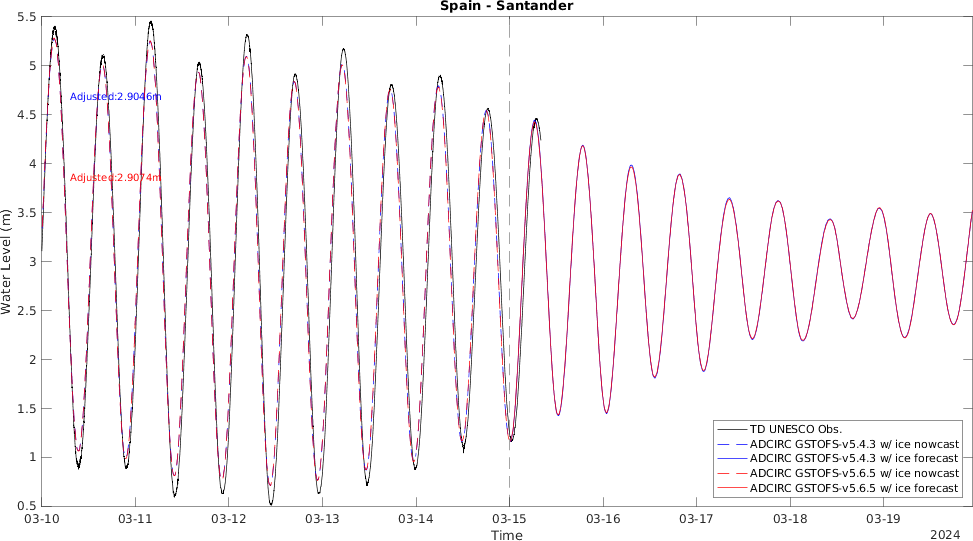 Spain - Santander
5.5
5
4.5
4
3.5
3
2.5
2
1.5
1
0.5
Water Level (m)
Adjusted:2.9046m
Adjusted:2.9074m
TD UNESCO Obs.
ADCIRC GSTOFS-v5.4.3 w/ ice nowcast
ADCIRC GSTOFS-v5.4.3 w/ ice forecast
ADCIRC GSTOFS-v5.6.5 w/ ice nowcast
ADCIRC GSTOFS-v5.6.5 w/ ice forecast
03-10 03-11 03-12 03-13 03-14 03-15 03-16 03-17 03-18 03-19
Time
2024